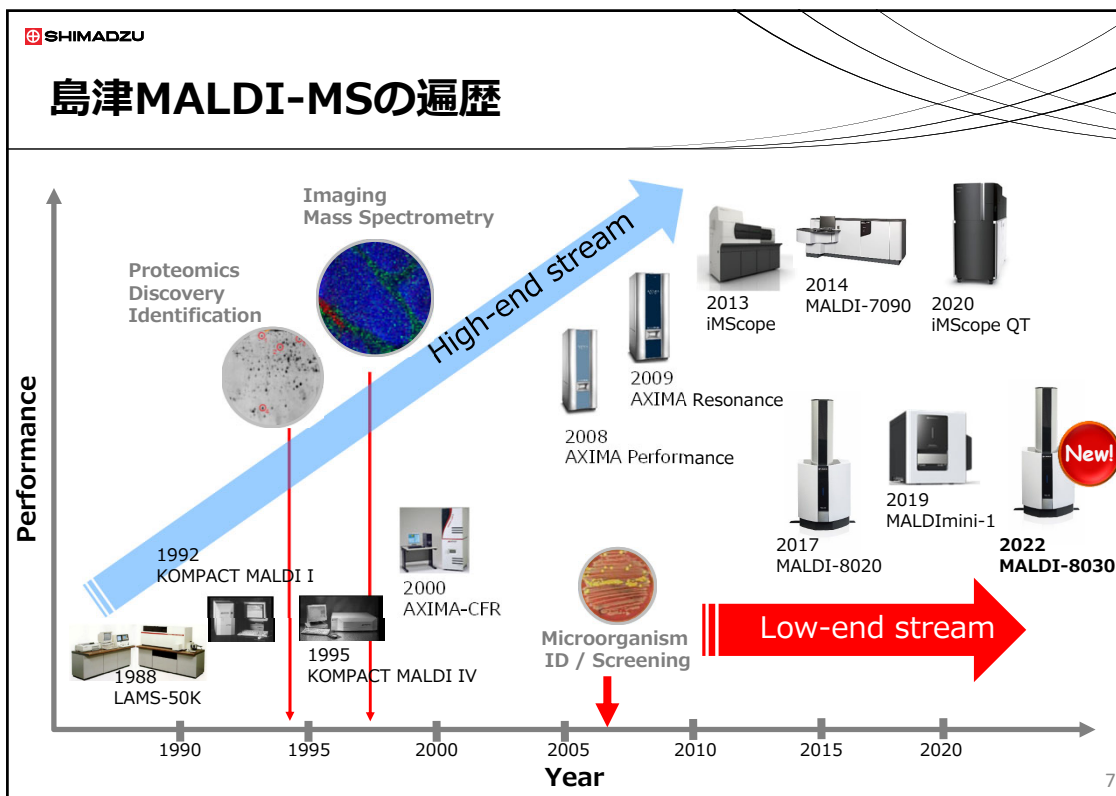 SHIMADZU
島津MALDI-MSの遍歴
Imaging
Mass Spectrometry
Proteomics
Discovery
Identification
High-end stream
2013
iMScope
2014
MALDI-7090
2020
iMScope QT
2009
AXIMA Resonance
2008
AXIMA Performance
New!
2019
MALDImini-1
2017
MALDI-8020
2022
MALDI-8030
1992
KOMPACT MALDI I
2000
AXIMA-CFR
Microorganism
ID / Screening
Low-end stream
1995
KOMPACT MALDI IV
1988
LAMS-50K
Performance
1990
1995
2000
2005
2010
2015
2020
Year
7